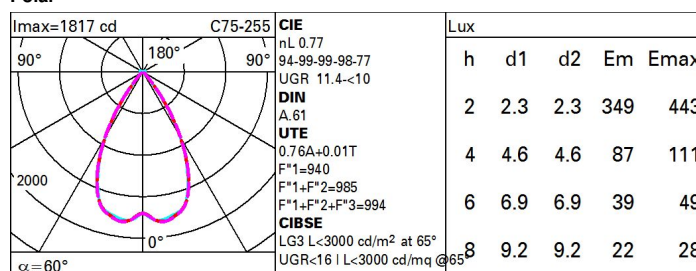 Imax=1817 cd C75-255
90° 180° 90°
2000
0°
α=60°
CIE
nL 0.77
94-99-99-98-77
UGR 11.4-<10
DIN
A.61
UTE
0.76A+0.01T
F"1=940
F"1+F"2=985
F"1+F"2+F"3=994
CIBSE
LG3 L<3000 cd/m² at 65°
UGR<16 | L<3000 cd/mq @65°
Lux
h d1 d2 Em Emax
2 2.3 2.3 349 443
4 4.6 4.6 87 111
6 6.9 6.9 39 49
8 9.2 9.2 22 28